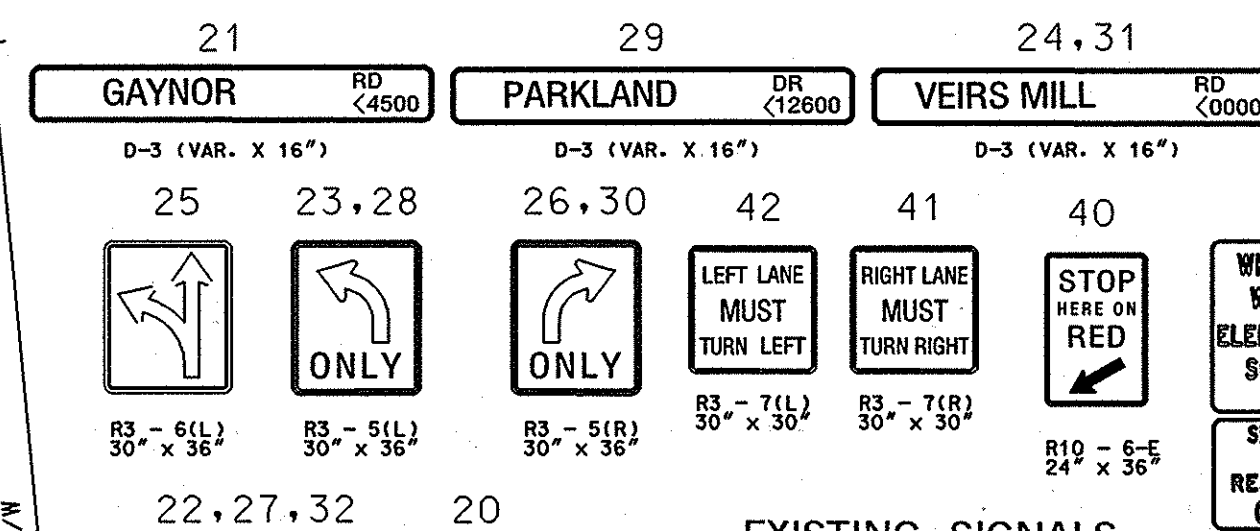 21
29
24,31
GAYNOR RD <4500
PARKLAND DR <12600
VEIRS MILL RD <0000
D-3 (VAR. X 16")
D-3 (VAR. X 16")
D-3 (VAR. X 16")
25
23,28
26,30
42
41
40
ONLY
ONLY
LEFT LANE
MUST
TURN LEFT
RIGHT LANE
MUST
TURN RIGHT
STOP
HERE ON
RED
R3 - 6(L)
30" x 36"
R3 - 5(L)
30" x 36"
R3 - 5(R)
30" x 36"
R3 - 7(L)
30" x 30"
R3 - 7(R)
30" x 30"
R10 - 6-E
24" x 36"
22,27,32
20
EXISTING SIGNALS